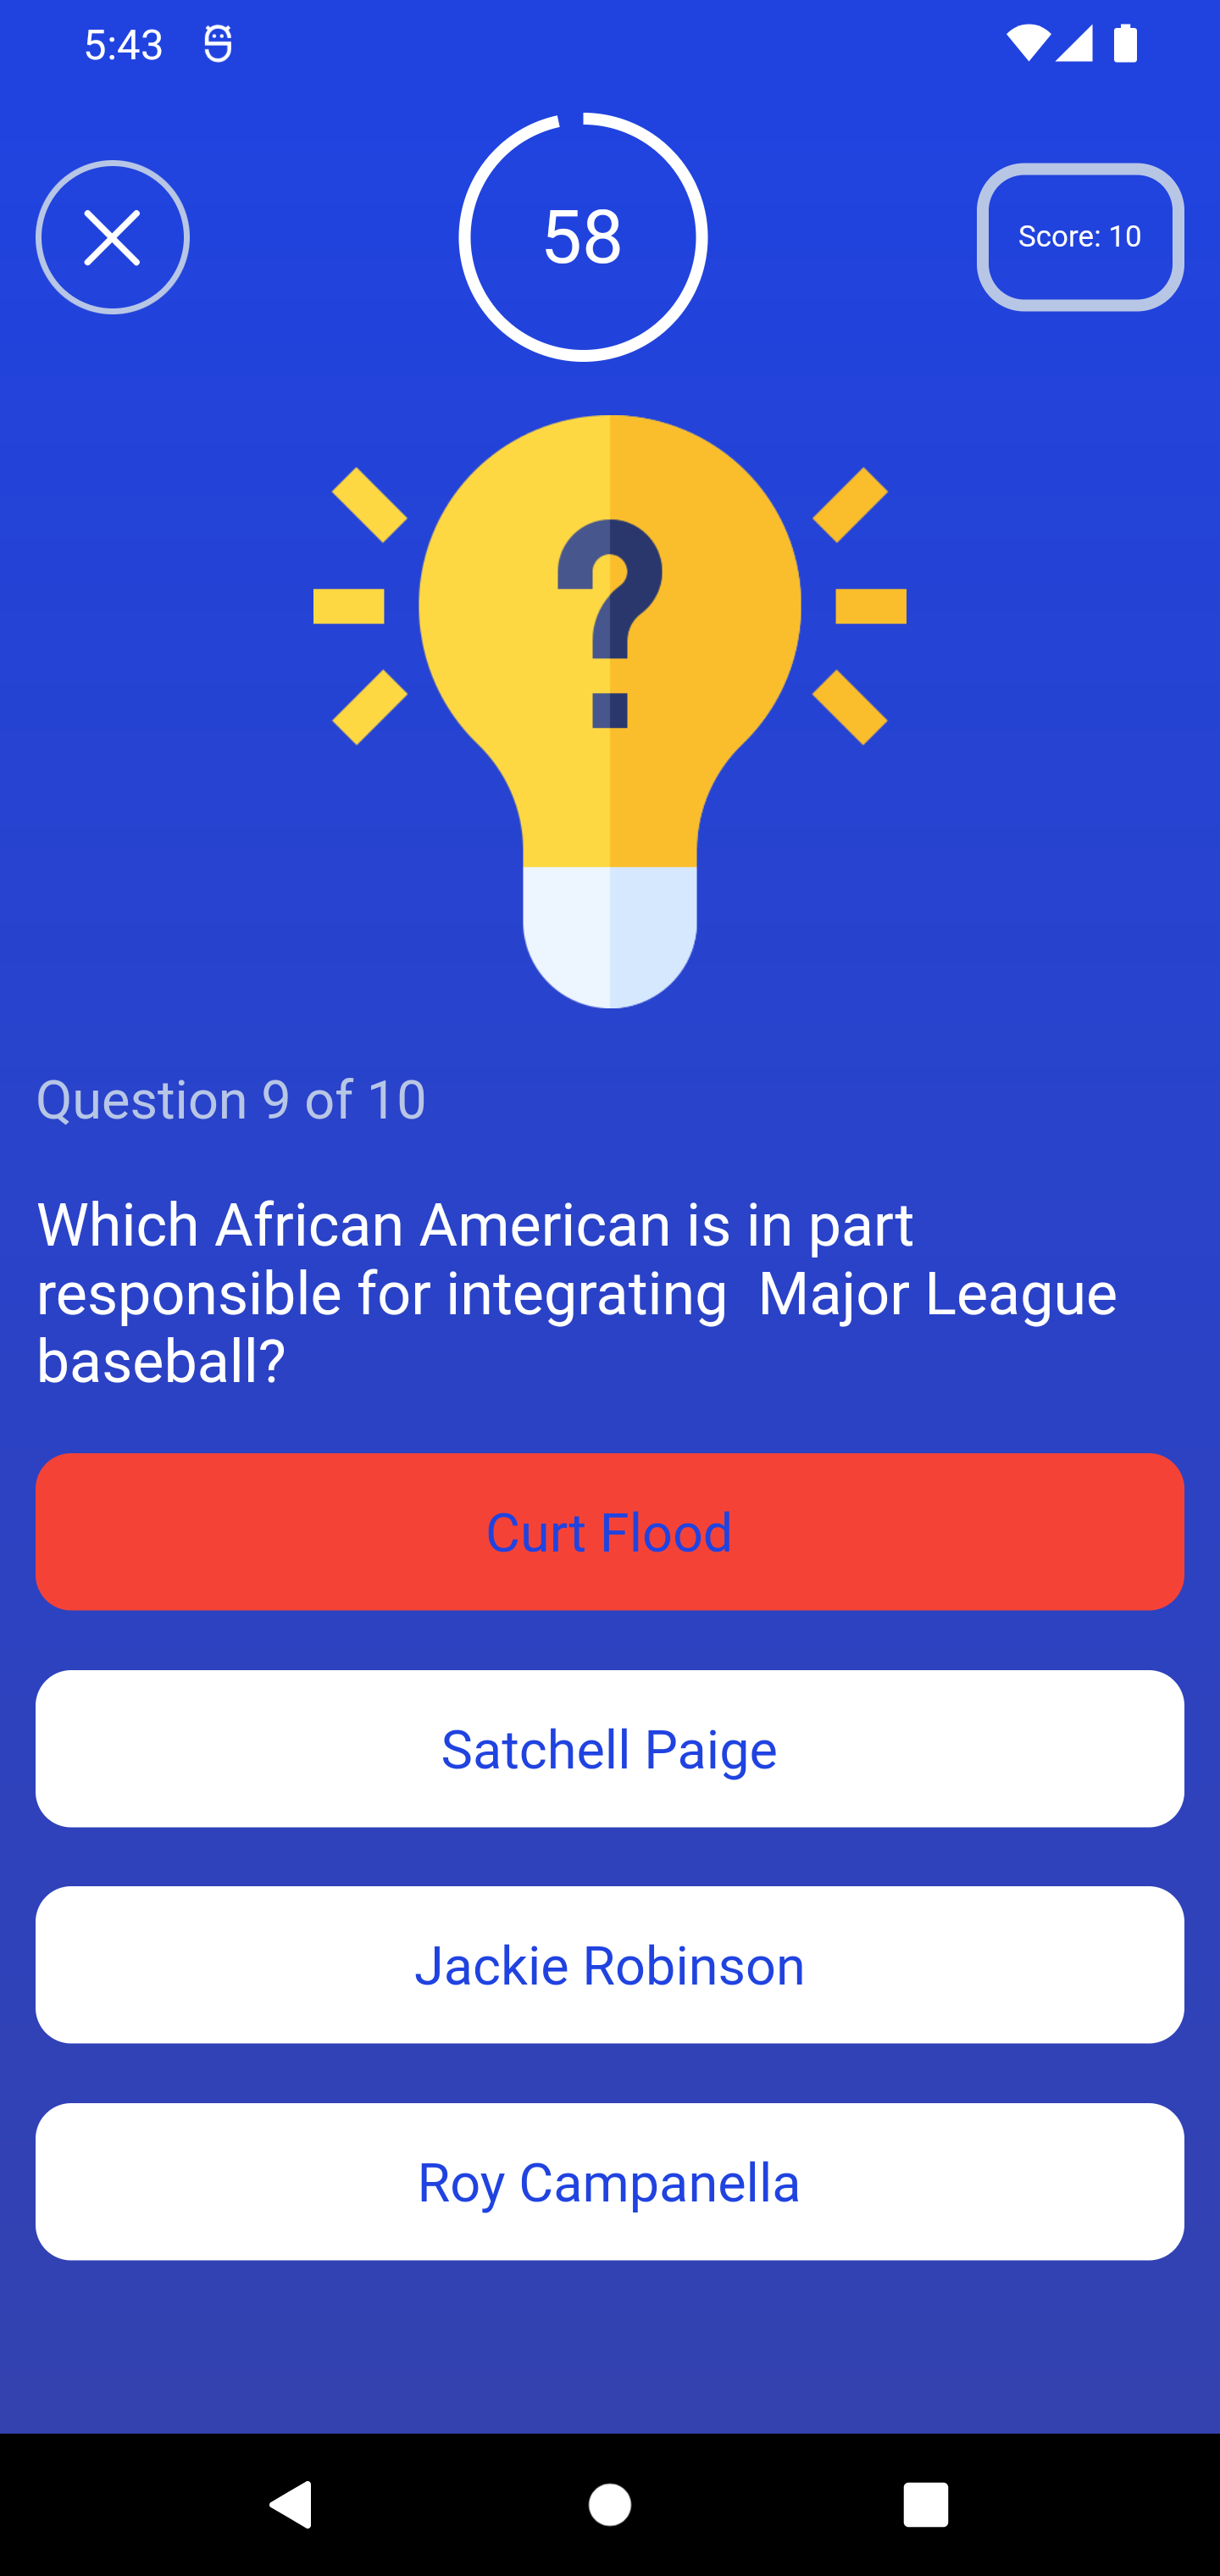 5:43
58
Score: 10
?
Question 9 of 10
Which African American is in part
responsible for integrating  Major League
baseball?
Curt Flood
Satchell Paige
Jackie Robinson
Roy Campanella